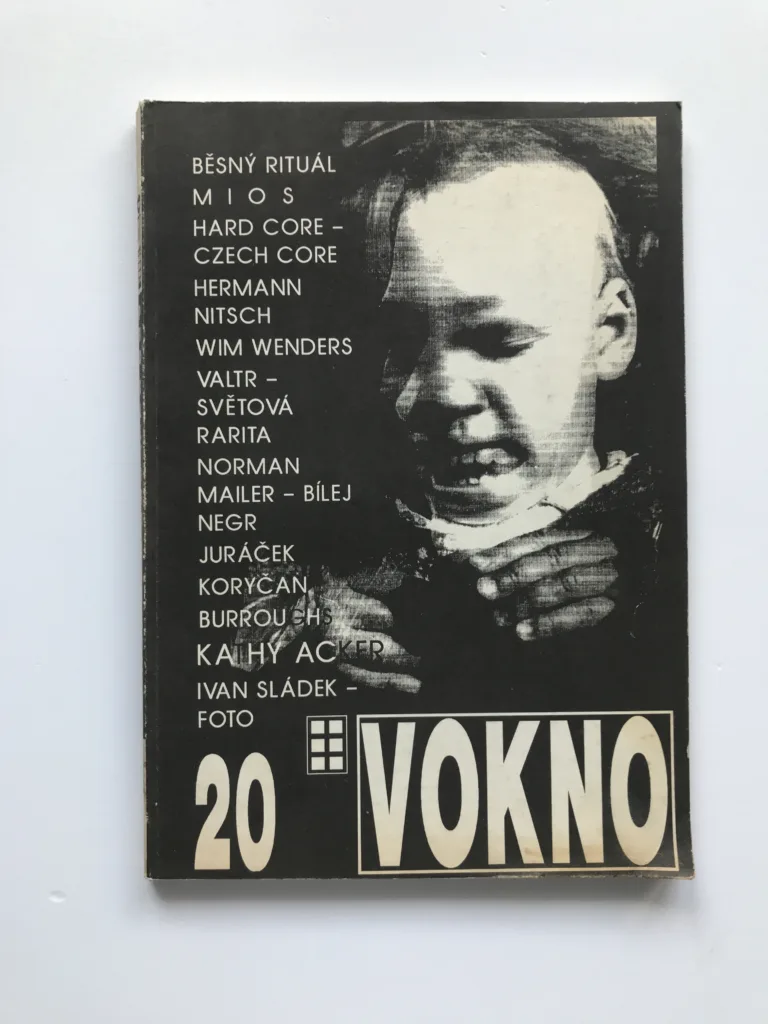 BĚSNÝ RITUÁL
MIOS
HARD CORE –
CZECH CORE
HERMANN
NITSCH
WIM WENDERS
VALTR –
SVĚTOVÁ
RARITA
NORMAN
MAILER – BÍLEJ
NEGR
JURÁČEK
KORYČAN
BURROUGHS
KATHY ACKER
IVAN SLÁDEK –
FOTO
20
VOKNO